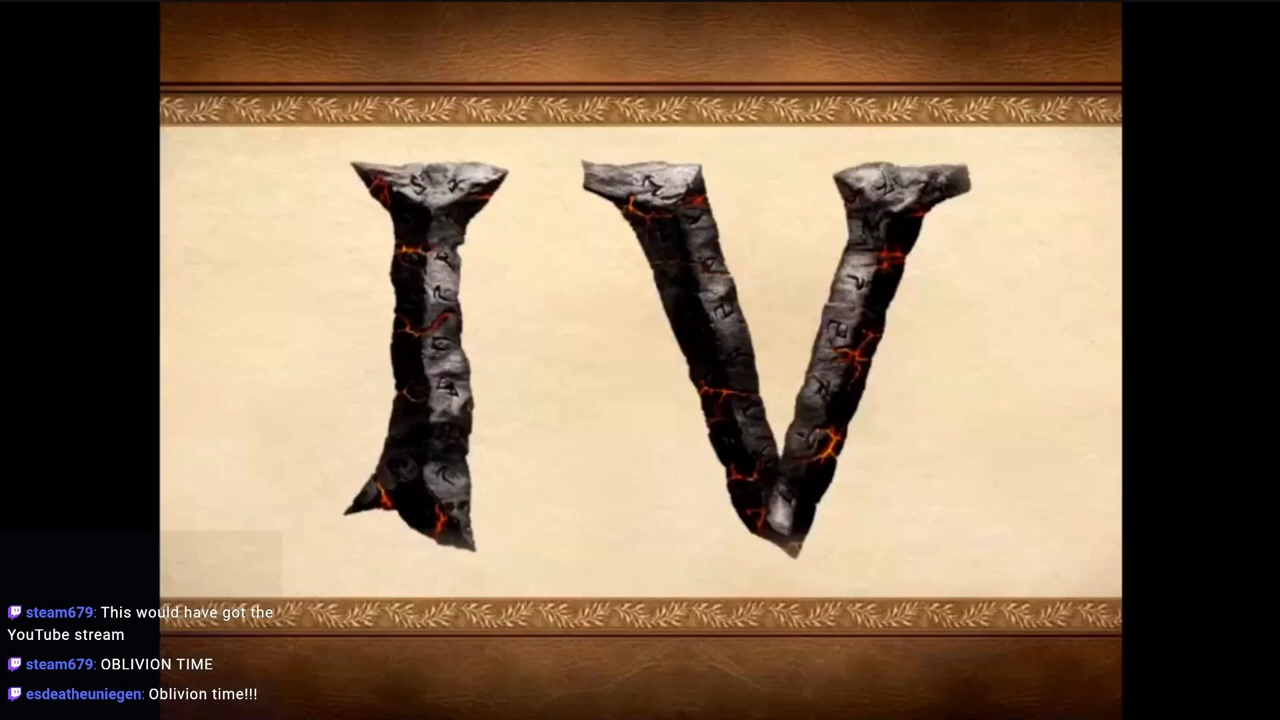 IV
steam679: This would have got the
YouTube stream
steam679: OBLIVION TIME
esdeatheuniegen: Oblivion time!!!